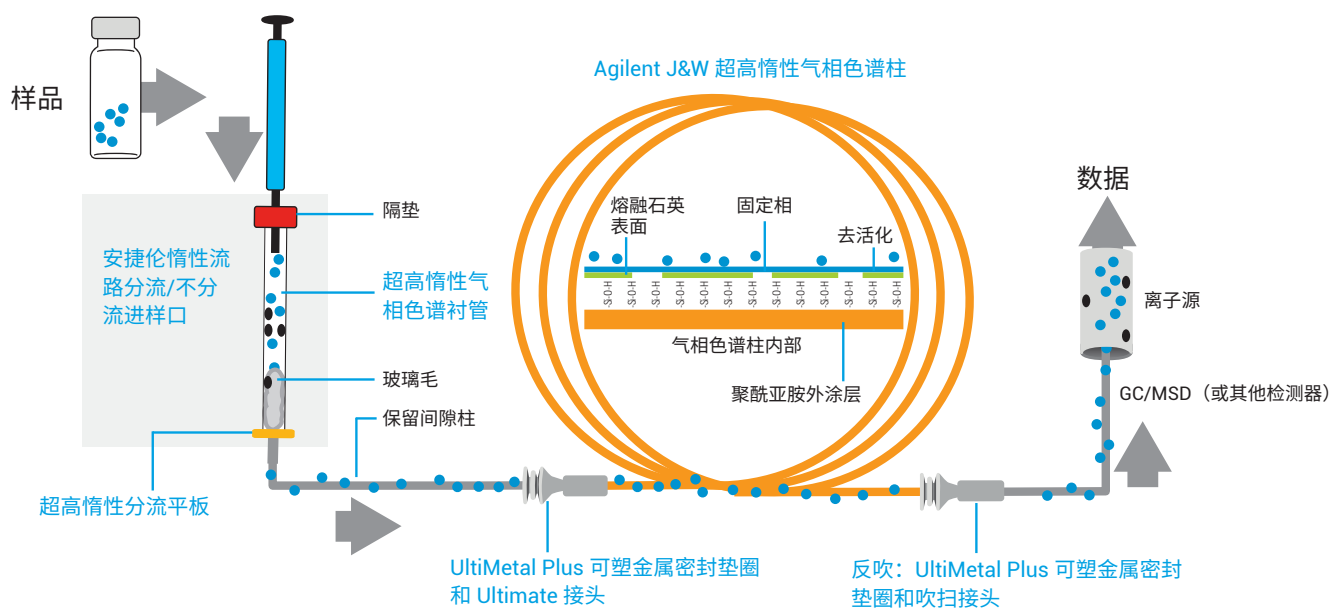 Agilent J&W 超高惰性气相色谱柱
样品
数据
隔垫
熔融石英
表面
固定相
去活化
安捷伦惰性流
路分流/不分
流进样口
超高惰性气
相色谱衬管
-S-O-H
-S-O-H
-S-O-H
-S-O-H
-S-O-H
-S-O-H
-S-O-H
-S-O-H
-S-O-H
-S-O-H
-S-O-H
-S-O-H
-S-O-H
离子源
气相色谱柱内部
玻璃毛
聚酰亚胺外涂层
GC/MSD（或其他检测器）
保留间隙柱
超高惰性分流平板
UltiMetal Plus 可塑金属密封垫圈
和 Ultimate 接头
反吹：UltiMetal Plus 可塑金属密封
垫圈和吹扫接头